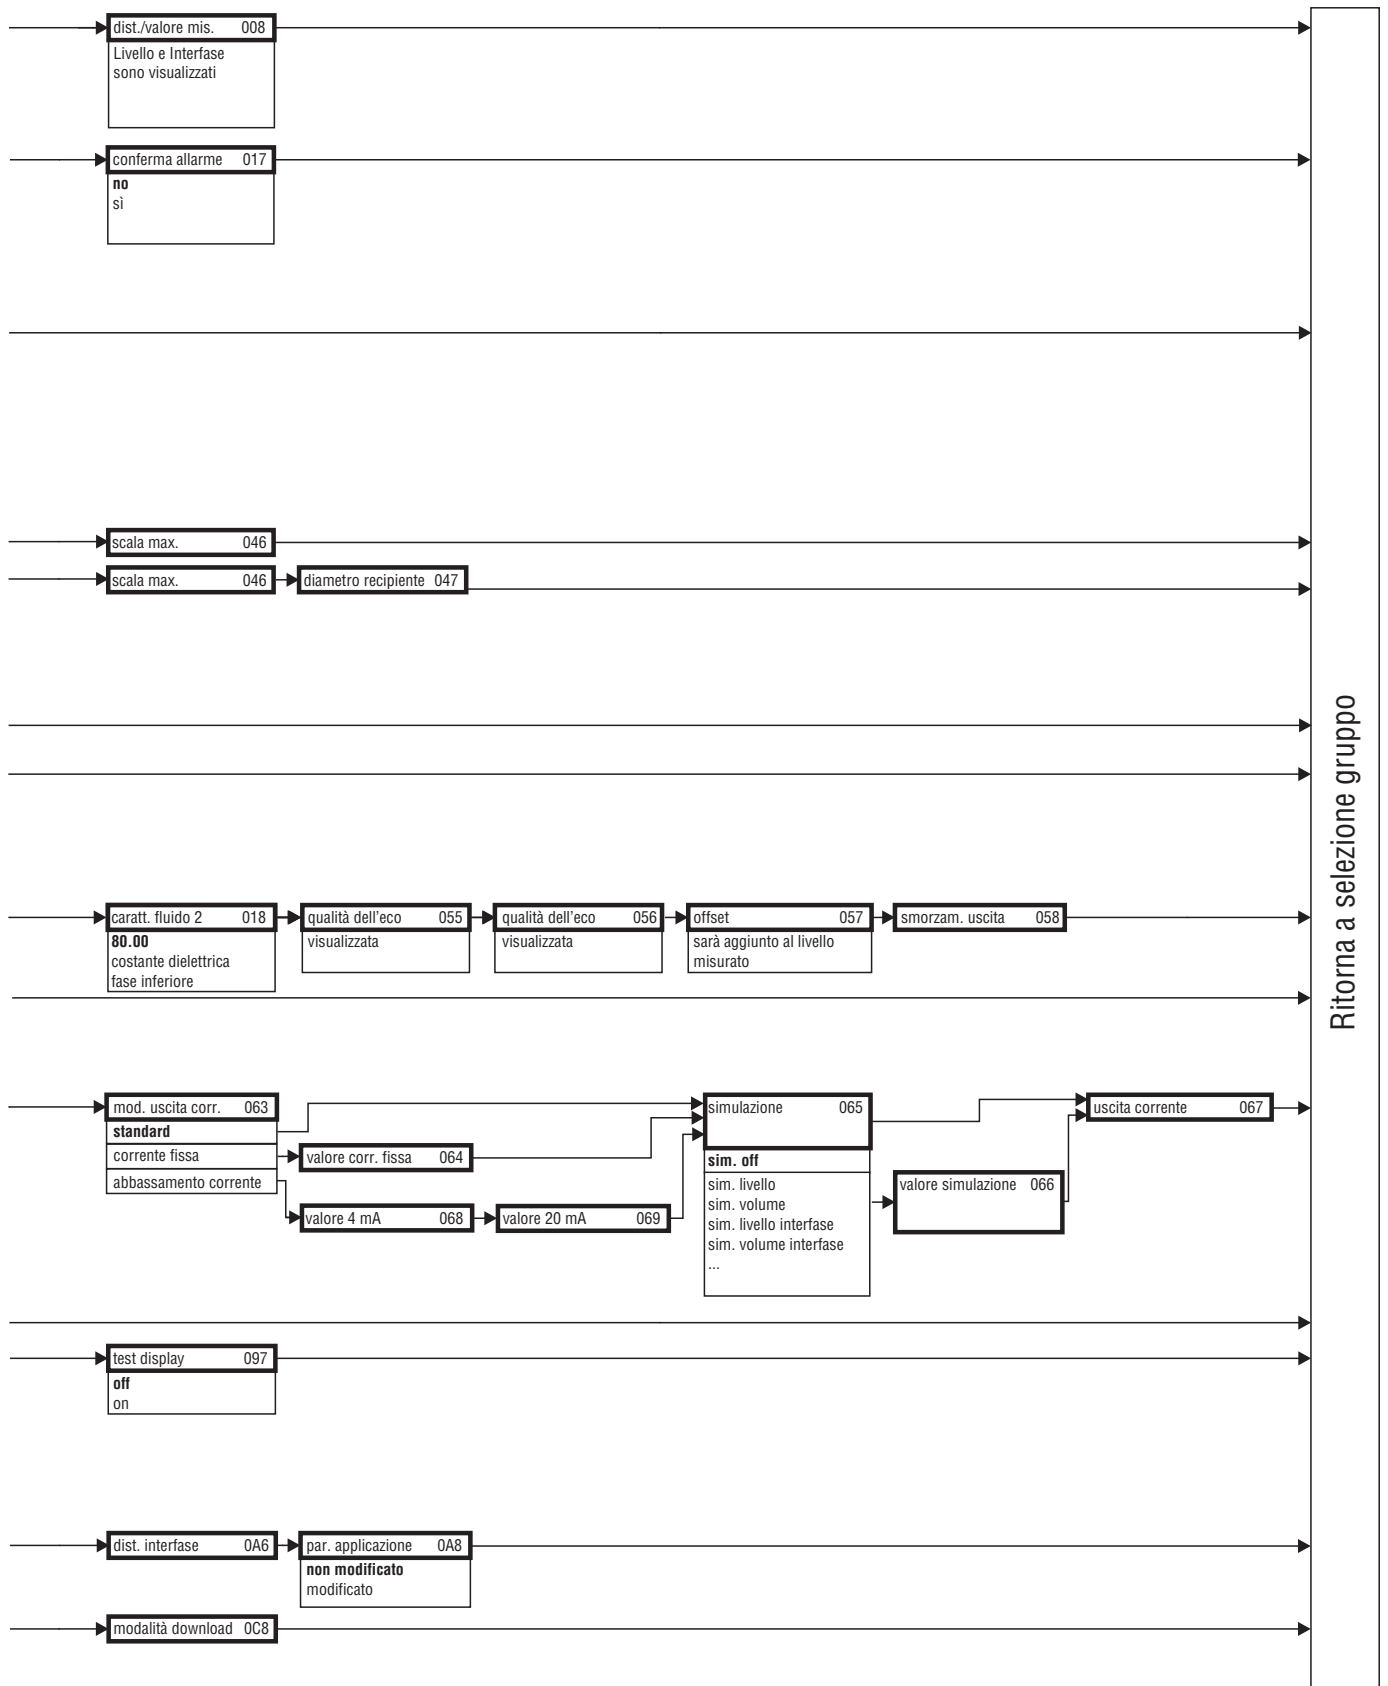 dist./valore mis. 008
Livello e Interfase
sono visualizzati
conferma allarme 017
no
sì
scala max. 046
scala max. 046
diametro recipiente 047
caratt. fluido 2 018
80.00
costante dielettrica
fase inferiore
qualità dell'eco 055
visualizzata
qualità dell'eco 056
visualizzata
offset 057
sarà aggiunto al livello
misurato
smorzam. uscita 058
mod. uscita corr. 063
standard
corrente fissa
abbassamento corrente
valore corr. fissa 064
valore 4 mA 068
valore 20 mA 069
simulazione 065
sim. off
sim. livello
sim. volume
sim. livello interfase
sim. volume interfase
...
valore simulazione 066
uscita corrente 067
test display 097
off
on
dist. interfase 0A6
par. applicazione 0A8
non modificato
modificato
modalità download 0C8
Ritorna a selezione gruppo